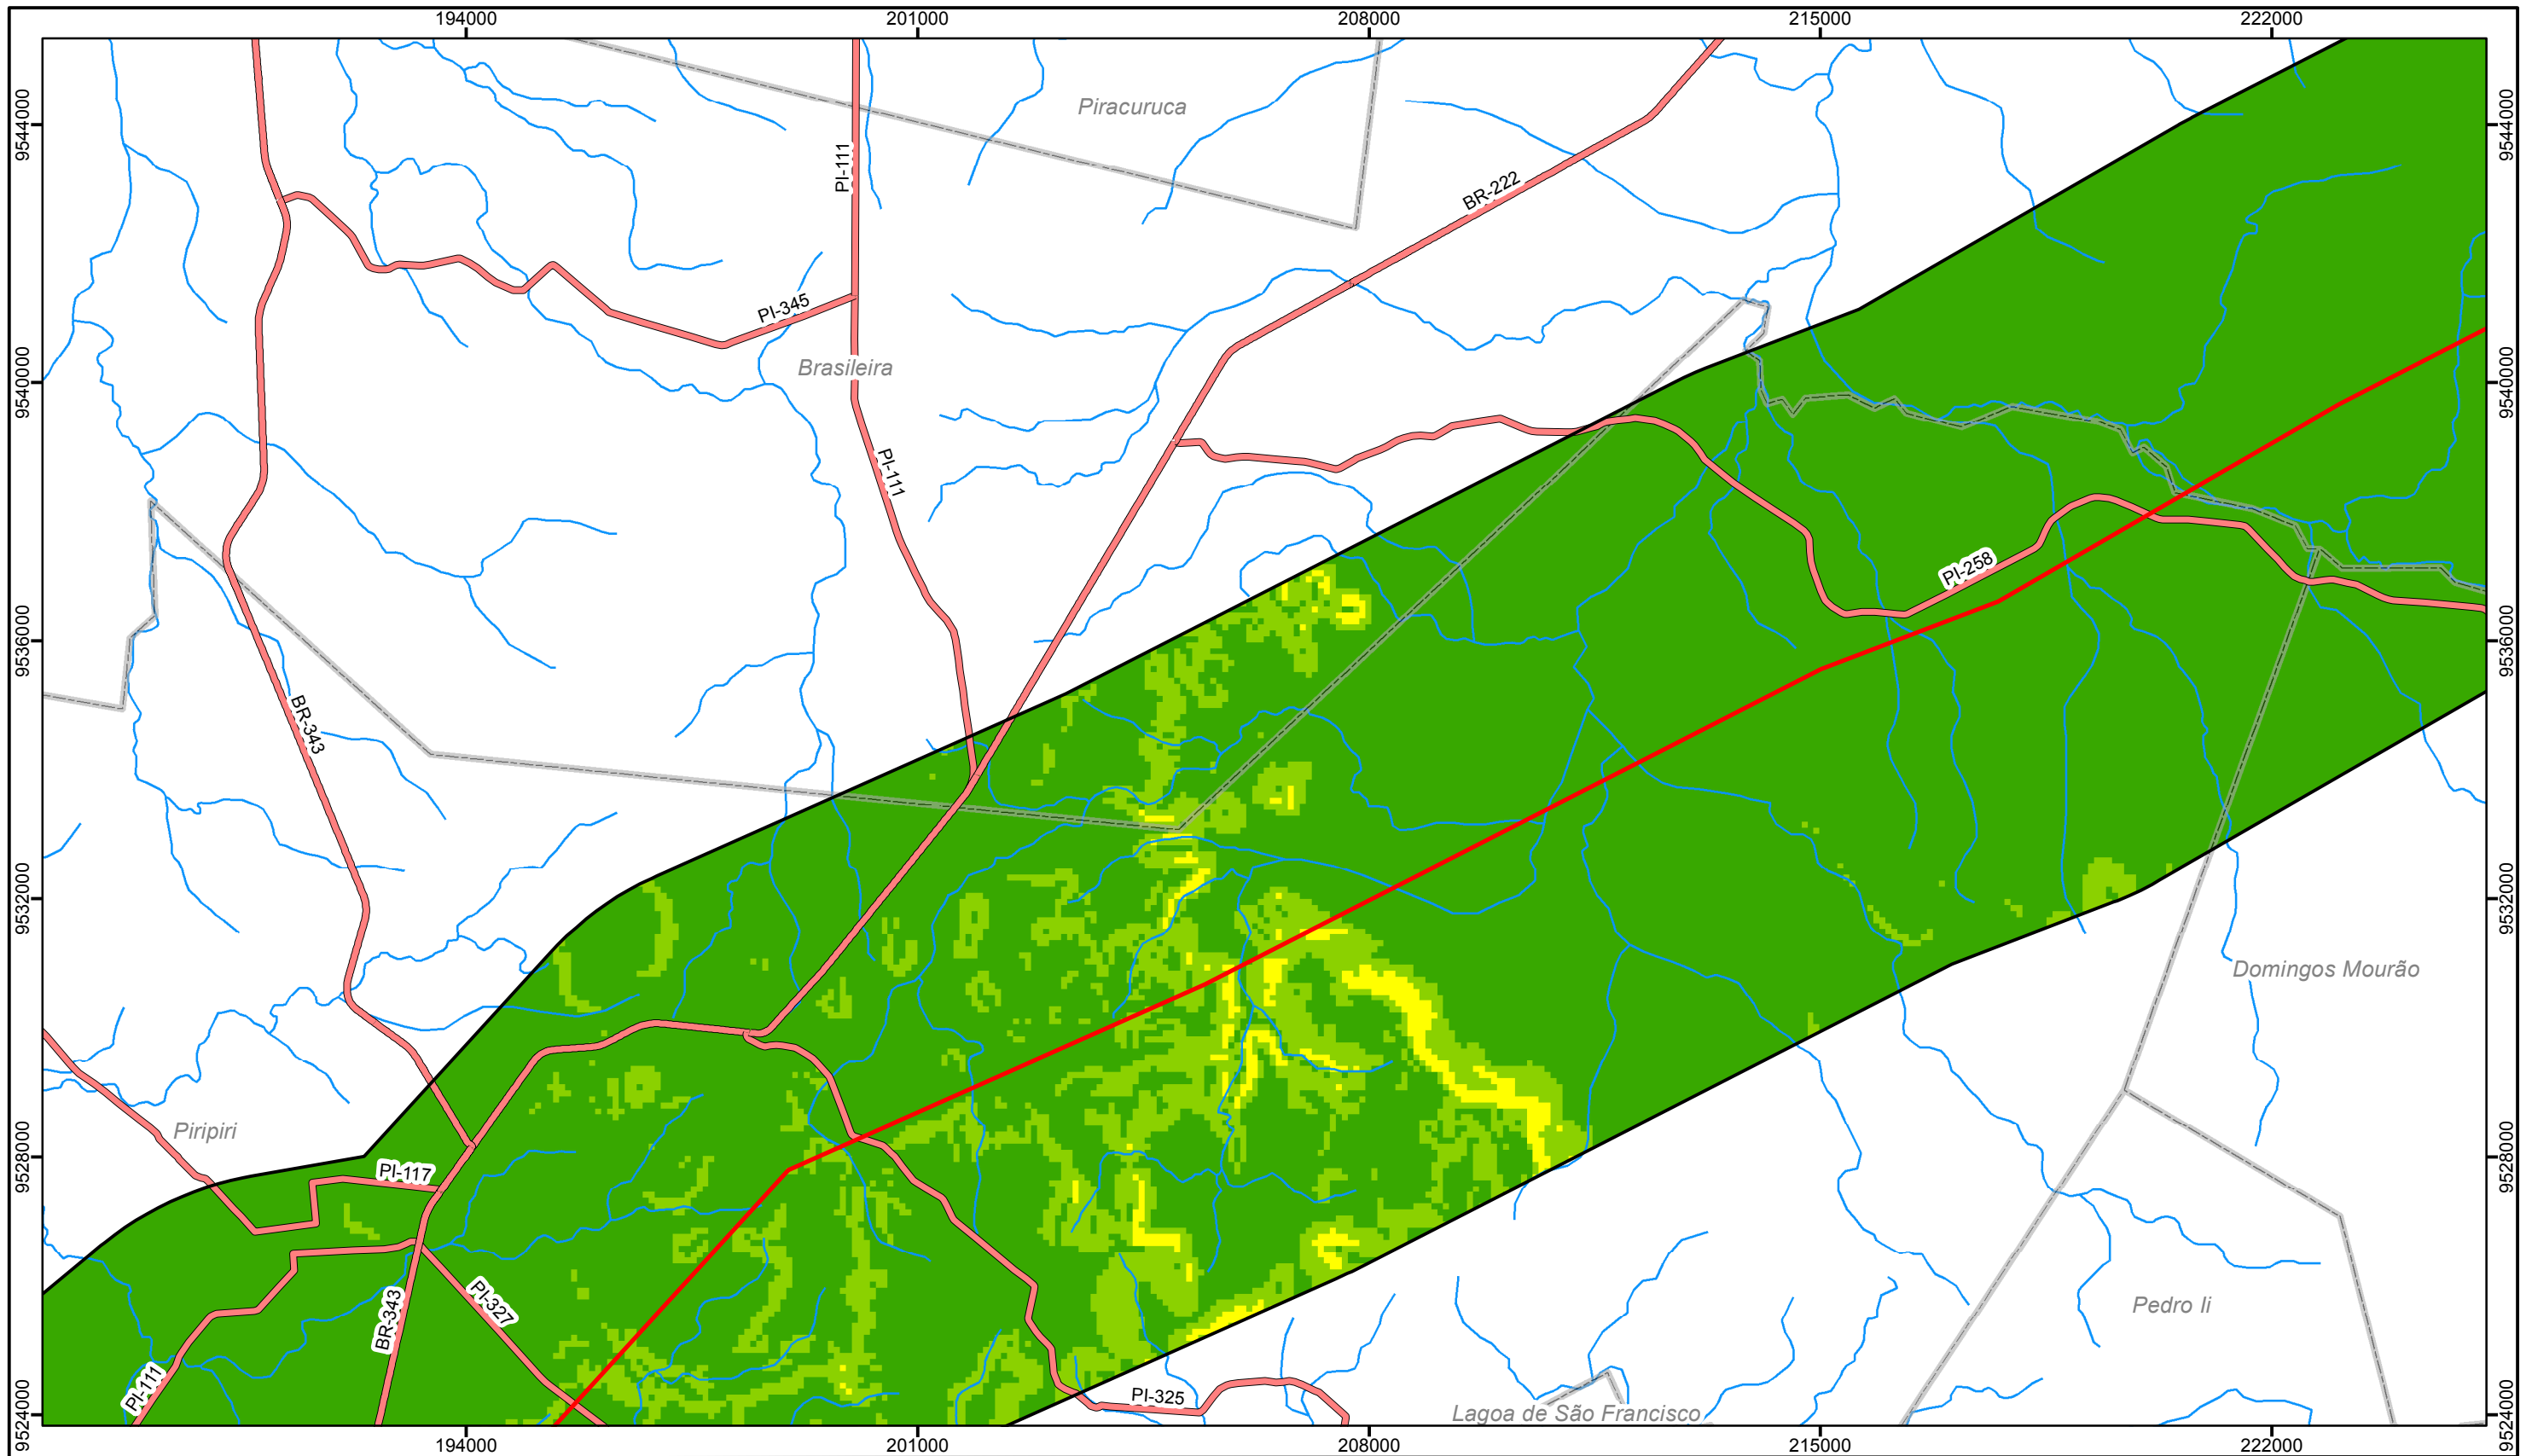 194000
201000
208000
215000
222000
9544000
9544000
Piracuruca
PI-111
BR-222
PI-345
Brasileira
9540000
9540000
PI-111
PI-258
9536000
9536000
BR-343
9532000
9532000
Domingos Mourão
Piripiri
9528000
9528000
PI-117
PI-327
BR-343
Pedro Ii
PI-111
PI-325
Lagoa de São Francisco
9524000
9524000
194000
201000
208000
215000
222000